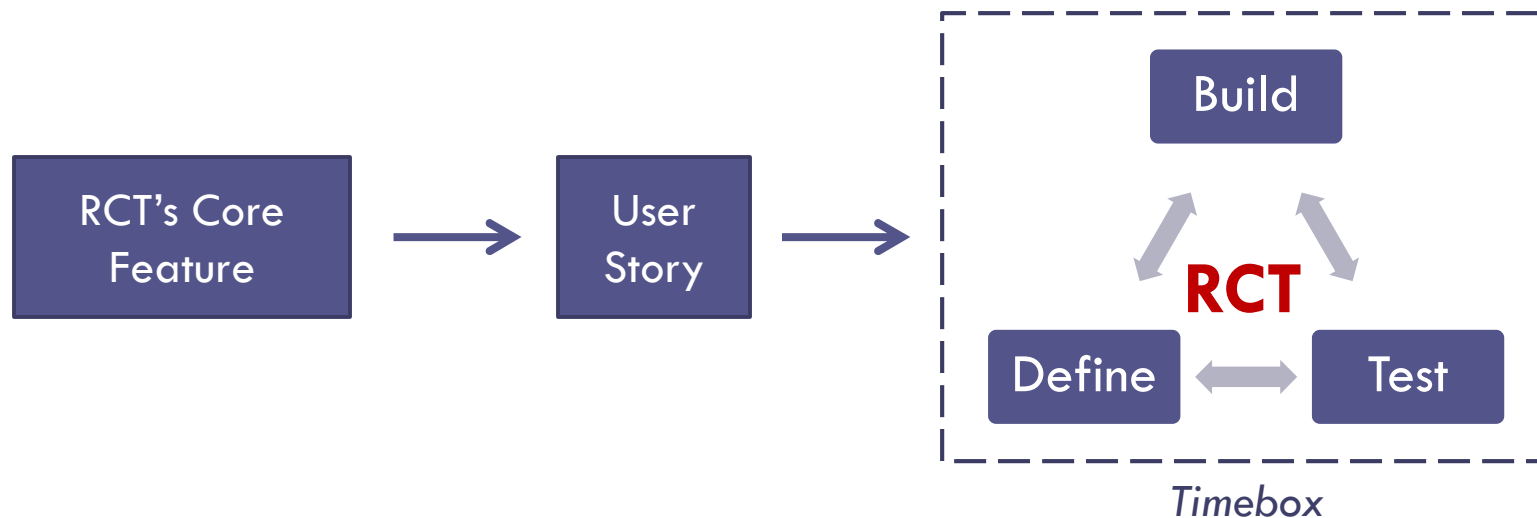 RCT’s Core
Feature
User
Story
Build
RCT
Define
Test
Timebox